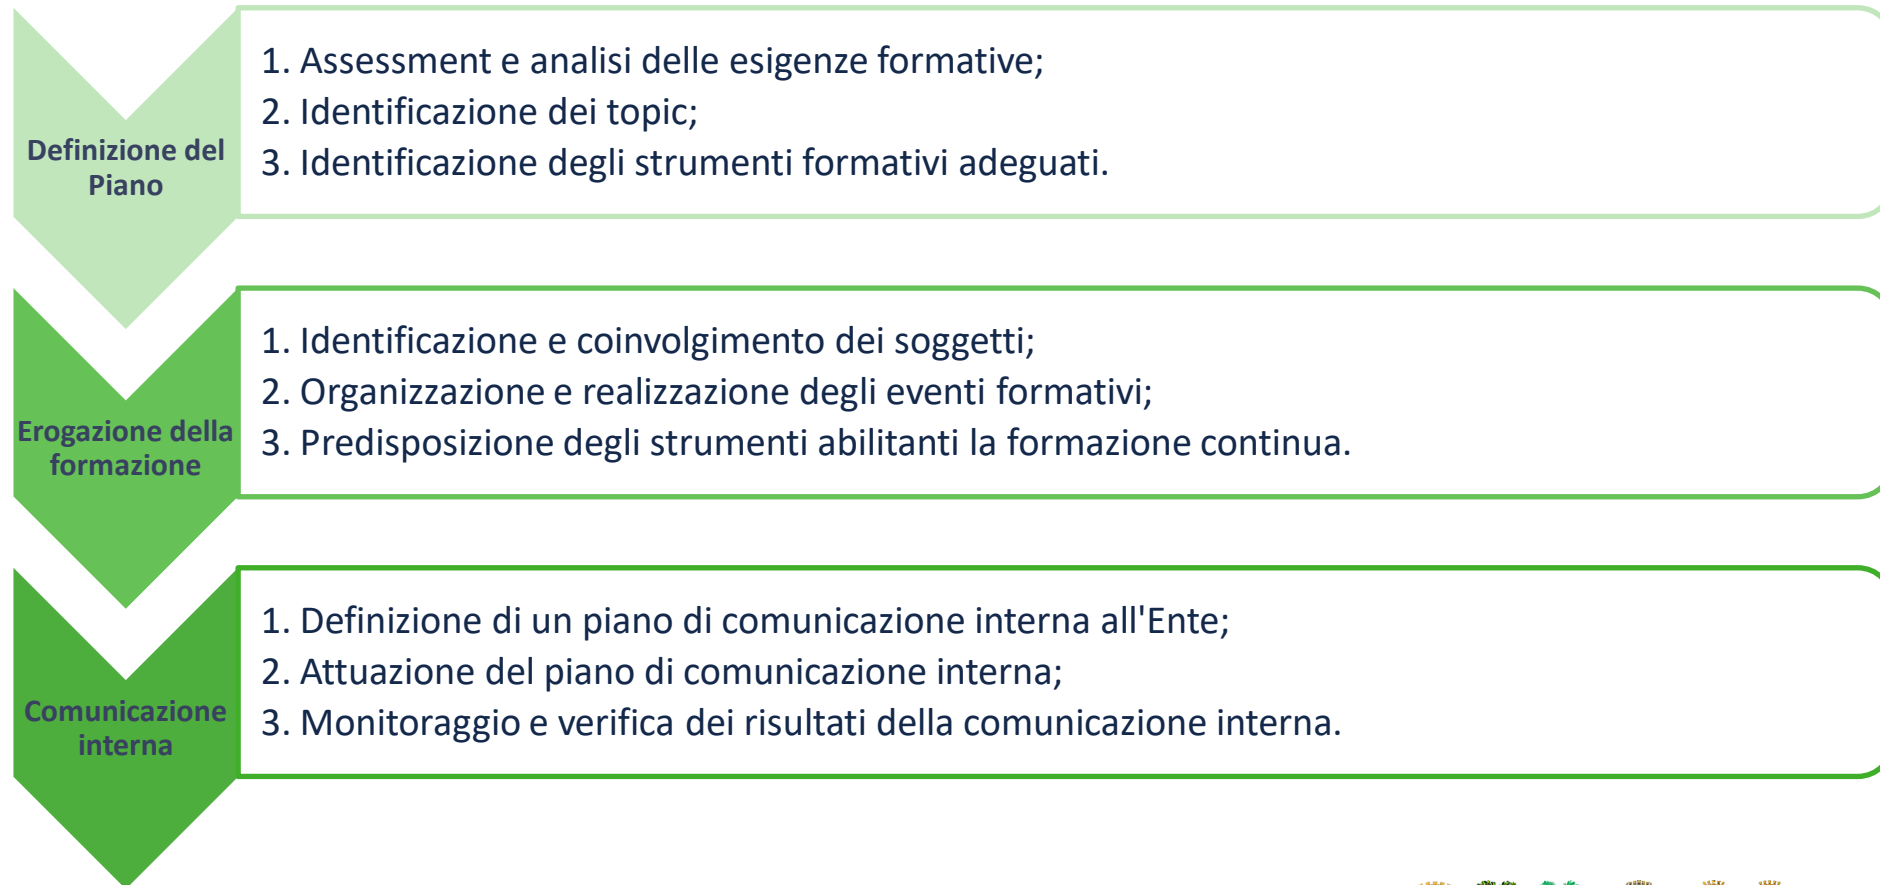 Definizione del
Piano
1. Assessment e analisi delle esigenze formative;
2. Identificazione dei topic;
3. Identificazione degli strumenti formativi adeguati.
Erogazione della
formazione
1. Identificazione e coinvolgimento dei soggetti;
2. Organizzazione e realizzazione degli eventi formativi;
3. Predisposizione degli strumenti abilitanti la formazione continua.
Comunicazione
interna
1. Definizione di un piano di comunicazione interna all'Ente;
2. Attuazione del piano di comunicazione interna;
3. Monitoraggio e verifica dei risultati della comunicazione interna.